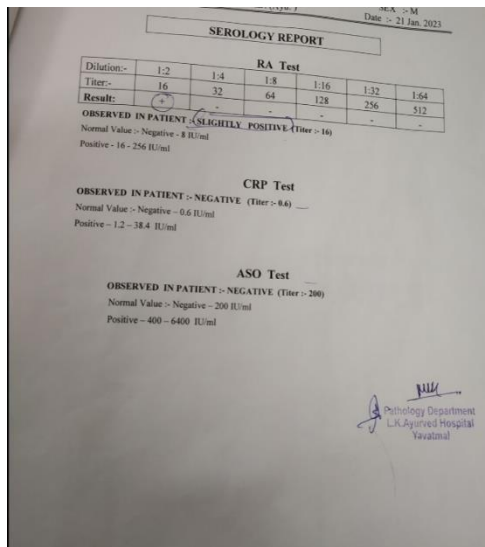 SEX :- M
Date :- 21 Jan. 2023
SEROLOGY REPORT
RA Test
Dilution:- 1:2 1:4 1:8 1:16 1:32 1:64
Titer:- 16 32 64 128 256 512
Result: + - - - - -
OBSERVED IN PATIENT :- SLIGHTLY POSITIVE (Titer :- 16)
Normal Value :- Negative - 8 IU/ml
Positive - 16 - 256 IU/ml
CRP Test
OBSERVED IN PATIENT :- NEGATIVE (Titer :- 0.6)
Normal Value :- Negative – 0.6 IU/ml
Positive – 1.2 – 38.4 IU/ml
ASO Test
OBSERVED IN PATIENT :- NEGATIVE (Titer :- 200)
Normal Value :- Negative – 200 IU/ml
Positive – 400 – 6400 IU/ml
Pathology Department
L.K.Ayurved Hospital
Yavatmal